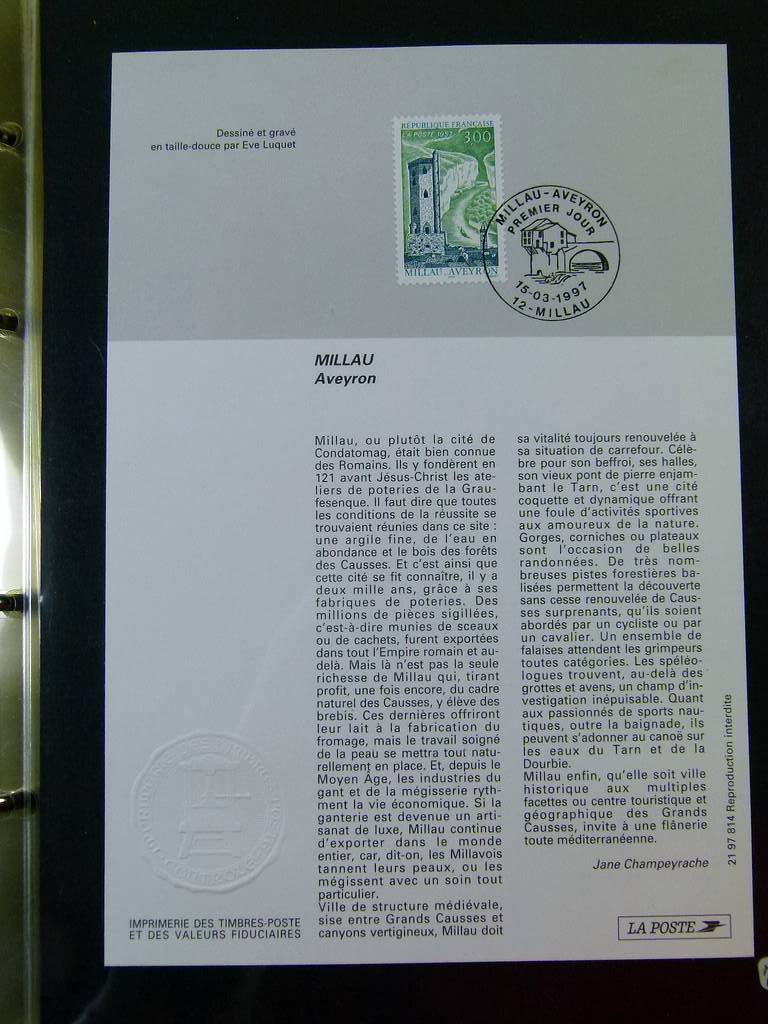 Dessiné et gravé
en taille-douce par Eve Luquet
RÉPUBLIQUE FRANÇAISE
LA POSTE 1997
3,00
MILLAU. AVEYRON
MILLAU-AVEYRON
PREMIER JOUR
15-03-1997
12-MILLAU
MILLAU
Aveyron
Millau, ou plutôt la cité de
Condatomag, était bien connue
des Romains. Ils y fondèrent en
121 avant Jésus-Christ les ate-
liers de poteries de la Grau-
fesenque. Il faut dire que toutes
les conditions de la réussite se
trouvaient réunies dans ce site :
une argile fine, de l'eau en
abondance et le bois des forêts
des Causses. Et c'est ainsi que
cette cité se fit connaître, il y a
deux mille ans, grâce à ses
fabriques de poteries. Des
millions de pièces sigillées,
c'est-à-dire munies de sceaux
ou de cachets, furent exportées
dans tout l'Empire romain et au-
delà. Mais là n'est pas la seule
richesse de Millau qui, tirant
profit, une fois encore, du cadre
naturel des Causses, y élève des
brebis. Ces dernières offriront
leur lait à la fabrication du
fromage, mais le travail soigné
de la peau se mettra tout natu-
rellement en place. Et, depuis le
Moyen Âge, les industries du
gant et de la mégisserie ryth-
ment la vie économique. Si la
ganterie est devenue un arti-
sanat de luxe, Millau continue
d'exporter dans le monde
entier, car, dit-on, les Millavois
tannent leurs peaux, ou les
mégissent avec un soin tout
particulier.
Ville de structure médiévale,
sise entre Grands Causses et
canyons vertigineux, Millau doit
sa vitalité toujours renouvelée à
sa situation de carrefour. Célè-
bre pour son beffroi, ses halles,
son vieux pont de pierre enjam-
bant le Tarn, c'est une cité
coquette et dynamique offrant
une foule d'activités sportives
aux amoureux de la nature.
Gorges, corniches ou plateaux
sont l'occasion de belles
randonnées. De très nom-
breuses pistes forestières ba-
lisées permettent la découverte
sans cesse renouvelée de Caus-
ses surprenants, qu'ils soient
abordés par un cycliste ou par
un cavalier. Un ensemble de
falaises attendent les grimpeurs
toutes catégories. Les spéléo-
logues trouvent, au-delà des
grottes et avens, un champ d'in-
vestigation inépuisable. Quant
aux passionnés de sports nau-
tiques, outre la baignade, ils
peuvent s'adonner au canoë sur
les eaux du Tarn et de la
Dourbie.
Millau enfin, qu'elle soit ville
historique aux multiples
facettes ou centre touristique et
géographique des Grands
Causses, invite à une flânerie
toute méditerranéenne.
Jane Champeyrache
21 97 814 Reproduction interdite
IMPRIMERIE DES TIMBRES-POSTE
ET DES VALEURS FIDUCIAIRES
LA POSTE